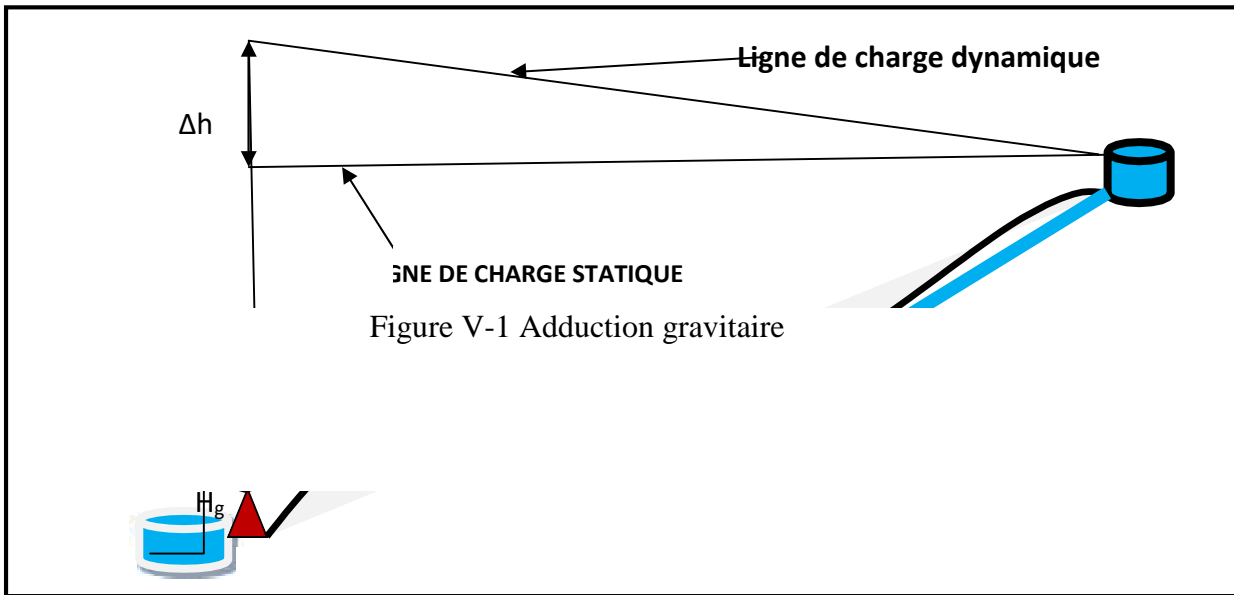 Ligne de charge dynamique
Δh
GNE DE CHARGE STATIQUE
Figure V-1 Adduction gravitaire
Hg